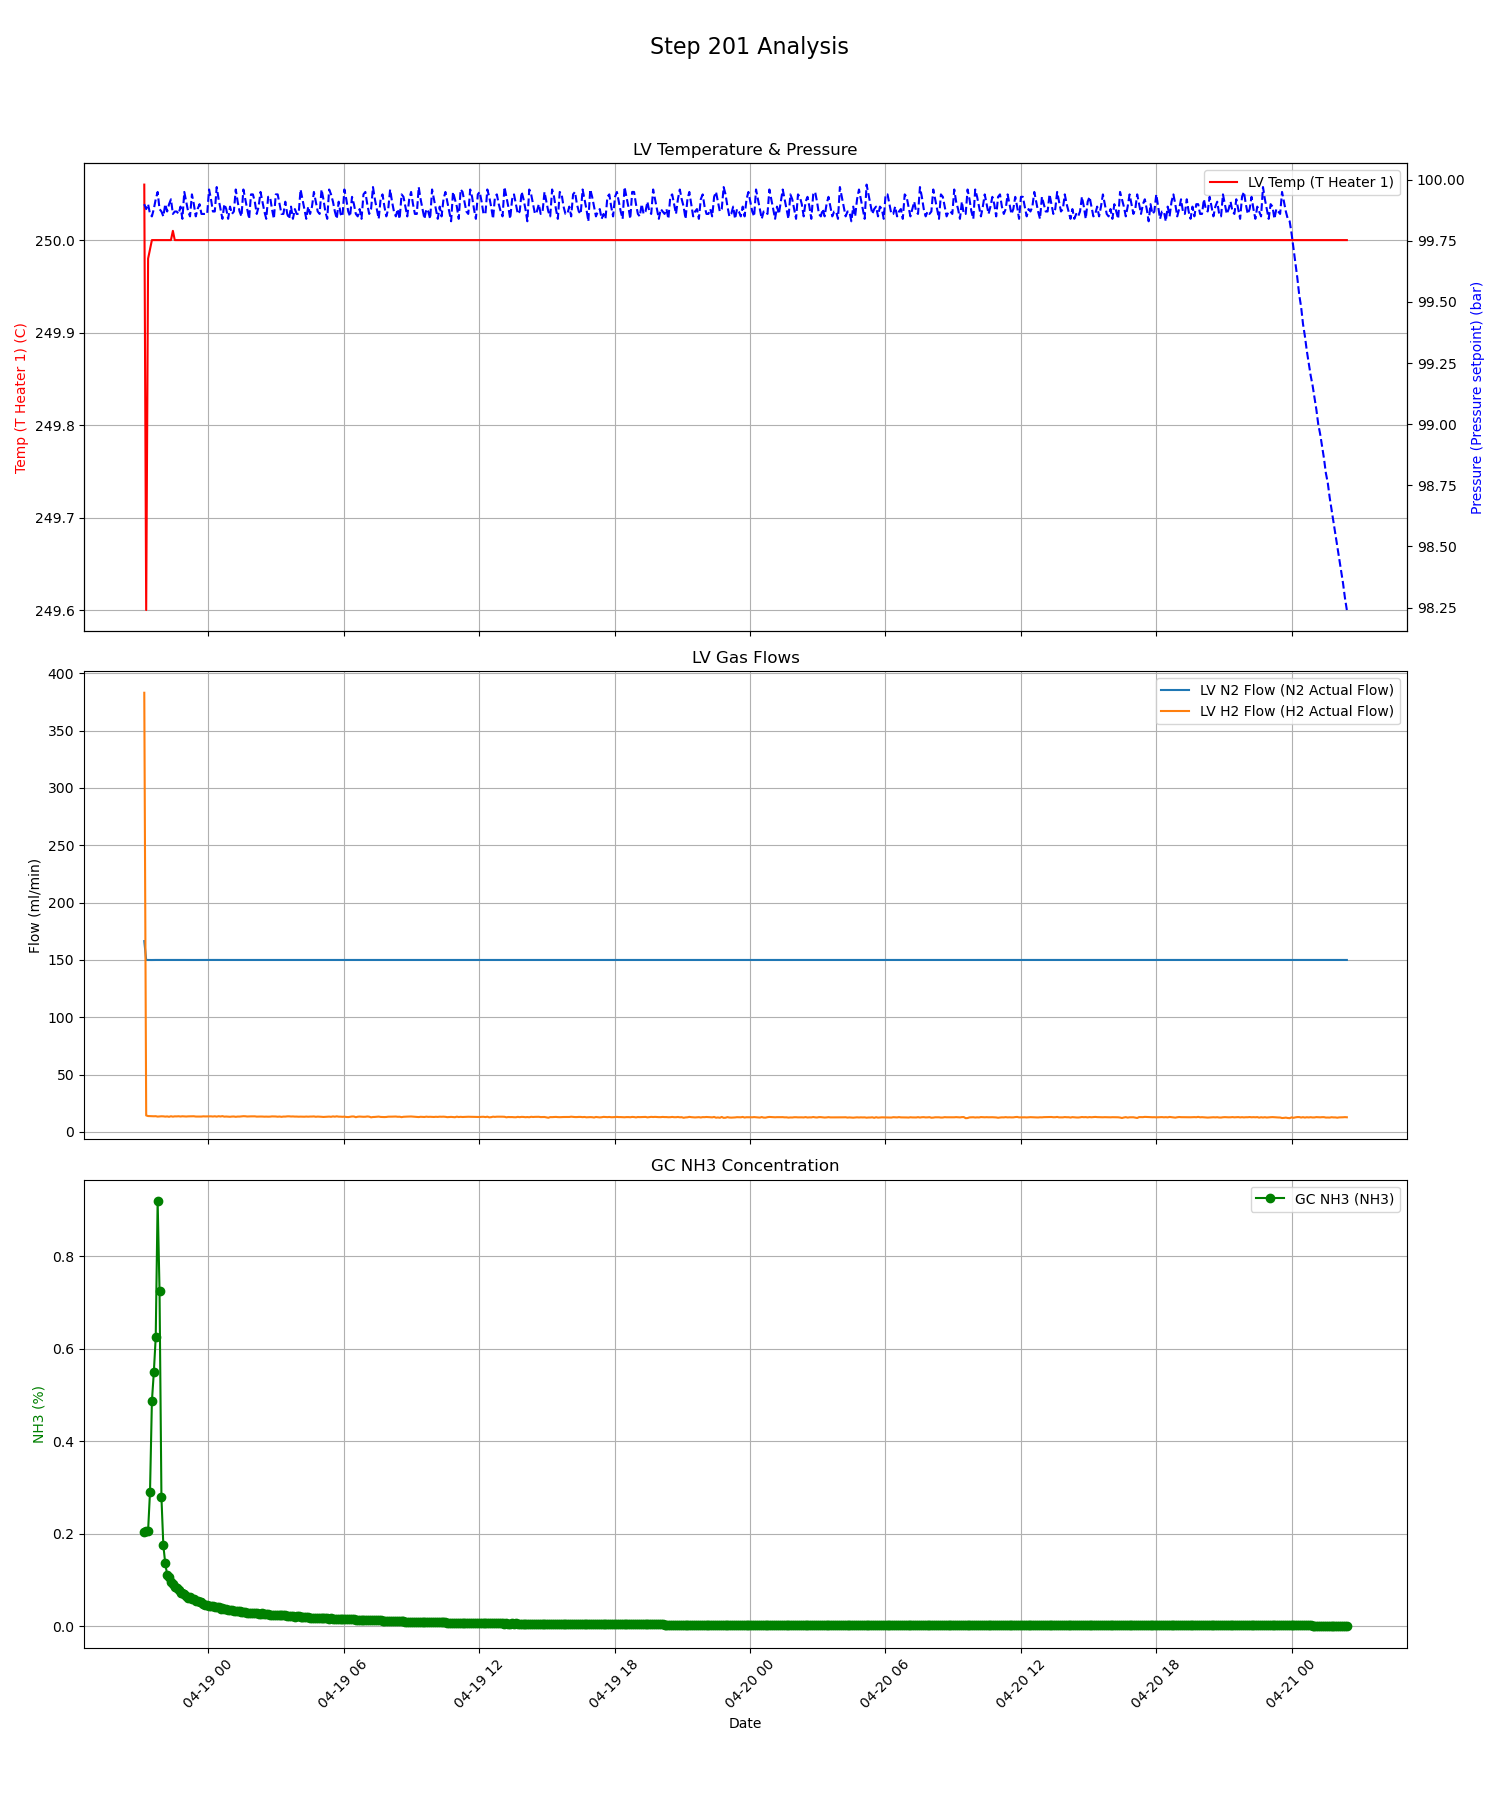 Step 201 Analysis
LV Temperature & Pressure
LV Temp (T Heater 1)
Temp (T Heater 1) (C)
250.0
249.9
249.8
249.7
249.6
100.00
99.75
99.50
99.25
99.00
98.75
98.50
98.25
Pressure (Pressure setpoint) (bar)
LV Gas Flows
LV N2 Flow (N2 Actual Flow)
LV H2 Flow (H2 Actual Flow)
Flow (ml/min)
400
350
300
250
200
150
100
50
0
GC NH3 Concentration
GC NH3 (NH3)
NH3 (%)
0.8
0.6
0.4
0.2
0.0
04-19 00
04-19 06
04-19 12
04-19 18
04-20 00
04-20 06
04-20 12
04-20 18
04-21 00
Date